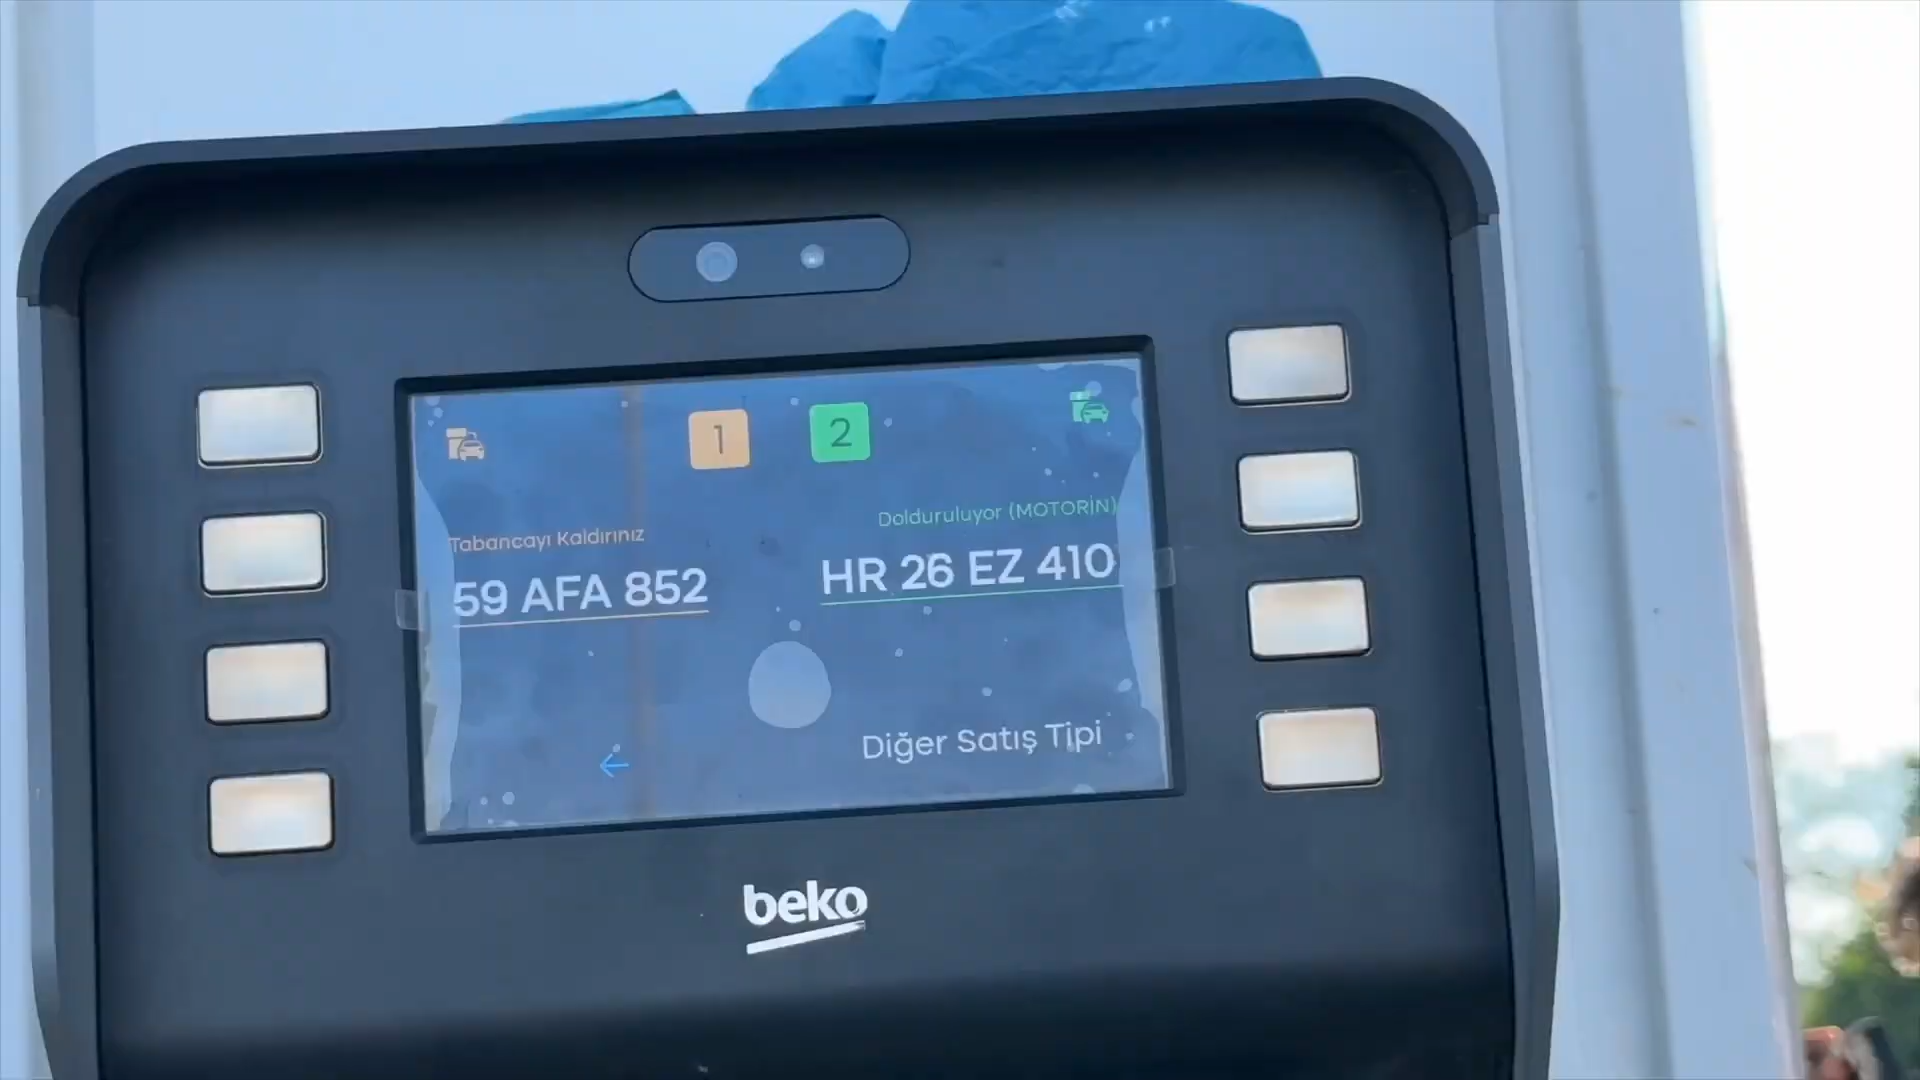 1
2
Tabancayı Kaldırınız
59 AFA 852
Dolduruluyor (MOTORİN)
HR 26 EZ 410
Diğer Satış Tipi
beko